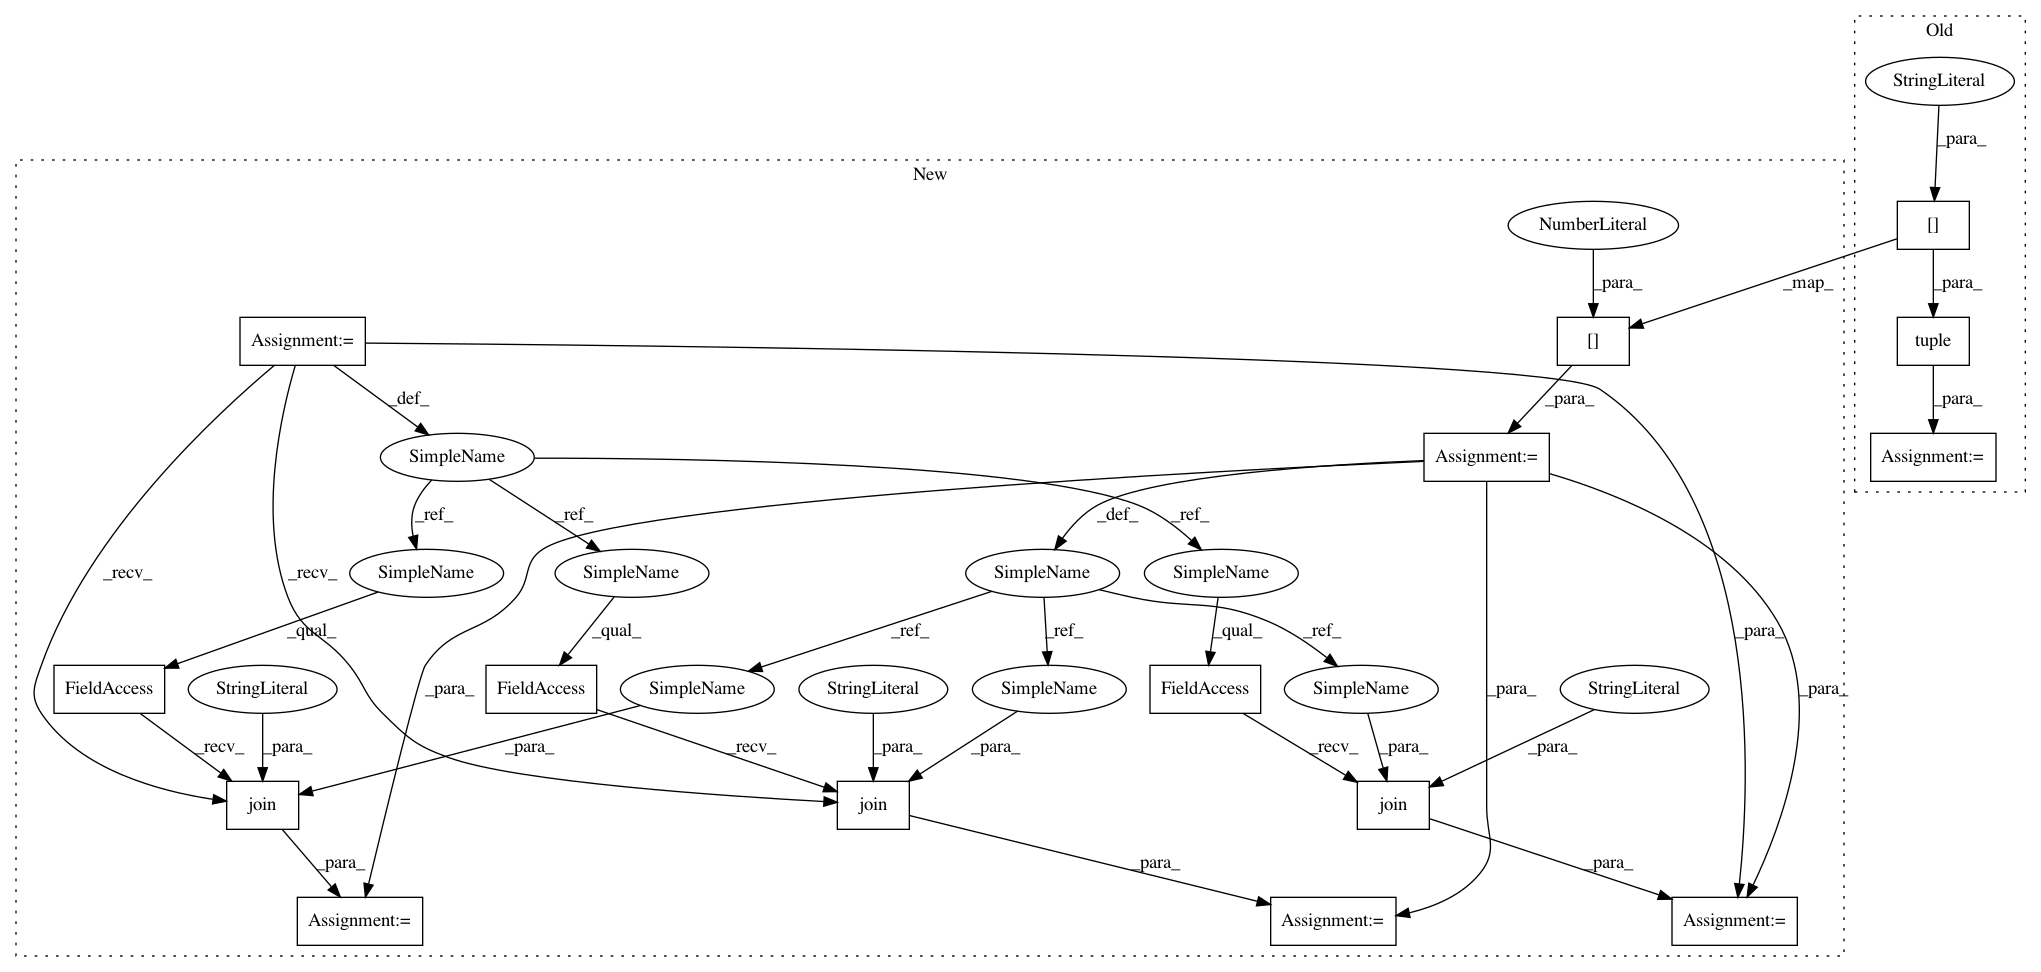 Old
StringLiteral
_para_
New
NumberLiteral
[]
_para_
_map_
_para_
Assignment:=
[]
tuple
_def_
_para_
_para_
SimpleName
Assignment:=
Assignment:=
_ref_
_ref_
_def_
_ref_
_recv_
_recv_
SimpleName
SimpleName
SimpleName
SimpleName
_qual_
_qual_
_ref_
_ref_
_qual_
_ref_
_para_
FieldAccess
StringLiteral
_para_
FieldAccess
SimpleName
StringLiteral
SimpleName
FieldAccess
SimpleName
_para_
StringLiteral
_para_
_recv_
_para_
_para_
_recv_
_para_
_para_
_recv_
_para_
_para_
join
join
join
_para_
_para_
_para_
Assignment:=
Assignment:=
Assignment:=